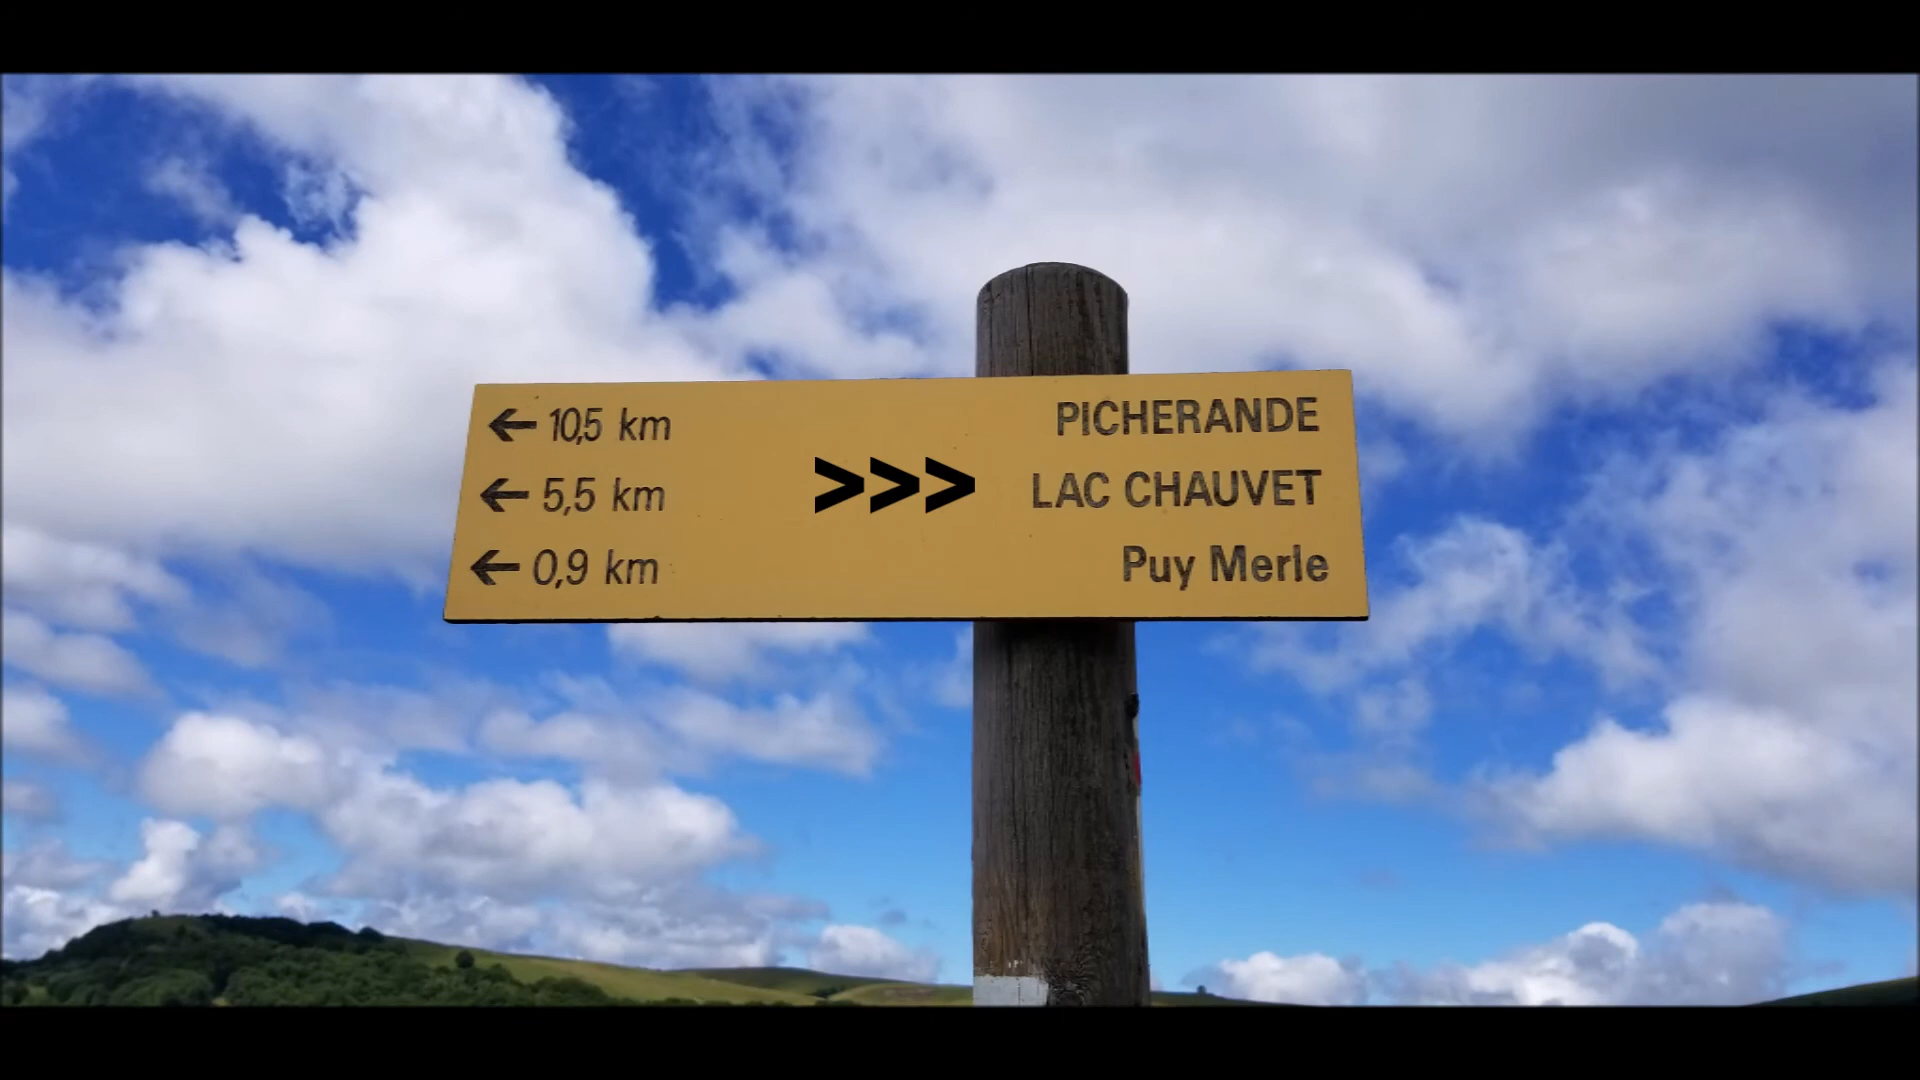 ← 10,5 km PICHERANDE
← 5,5 km >>> LAC CHAUVET
← 0,9 km Puy Merle